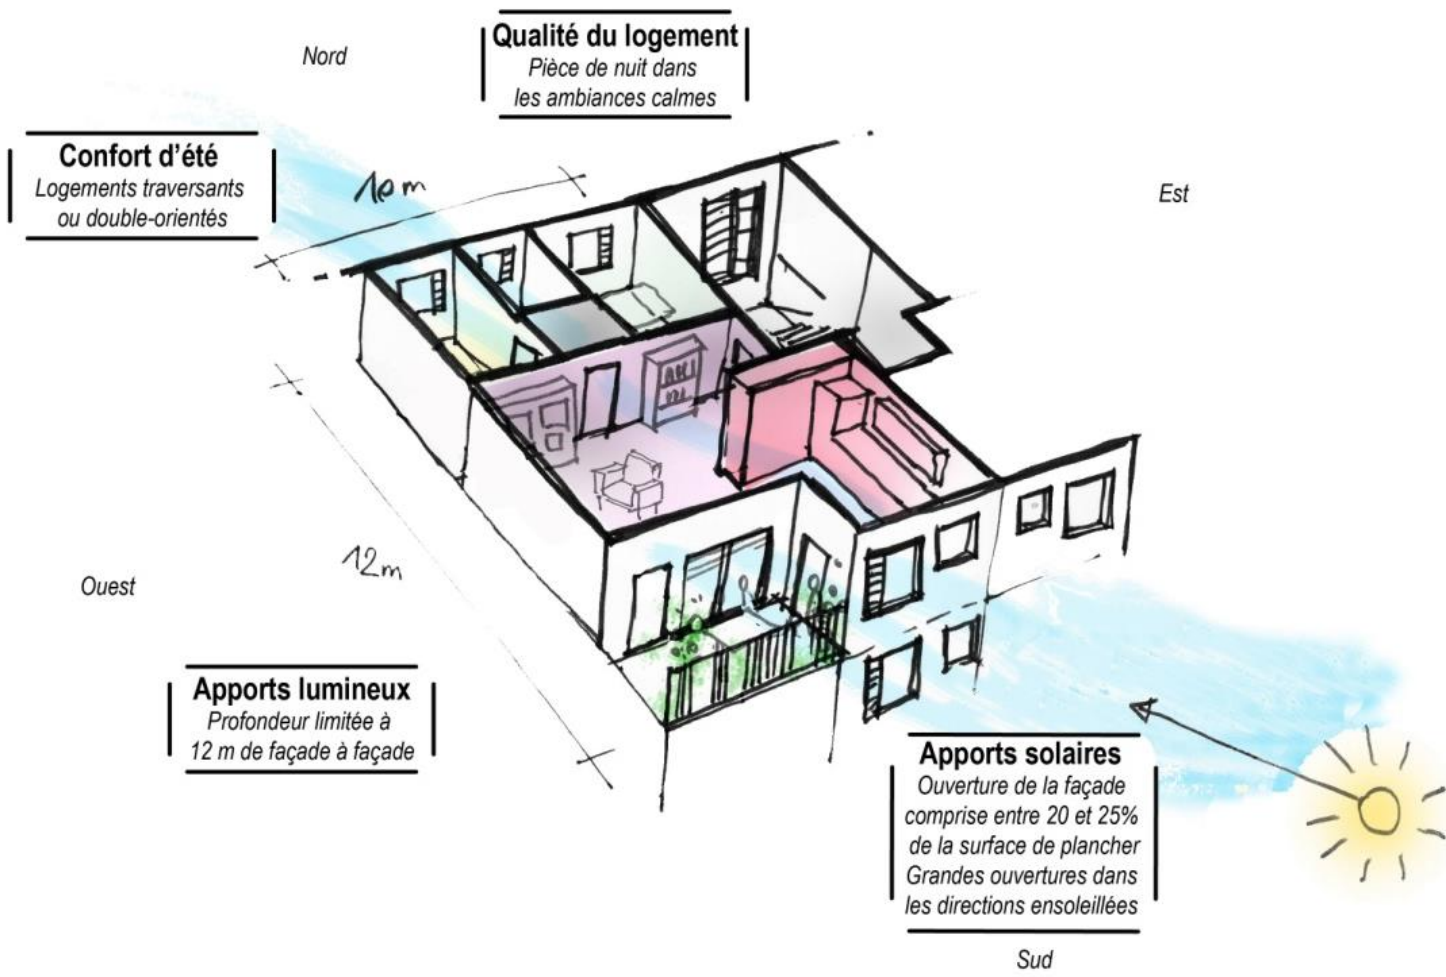 Nord
Qualité du logement
Pièce de nuit dans
les ambiances calmes
Confort d'été
Logements traversants
ou double-orientés
10m
Est
12m
Ouest
Apports lumineux
Profondeur limitée à
12 m de façade à façade
Apports solaires
Ouverture de la façade
comprise entre 20 et 25%
de la surface de plancher
Grandes ouvertures dans
les directions ensoleillées
Sud